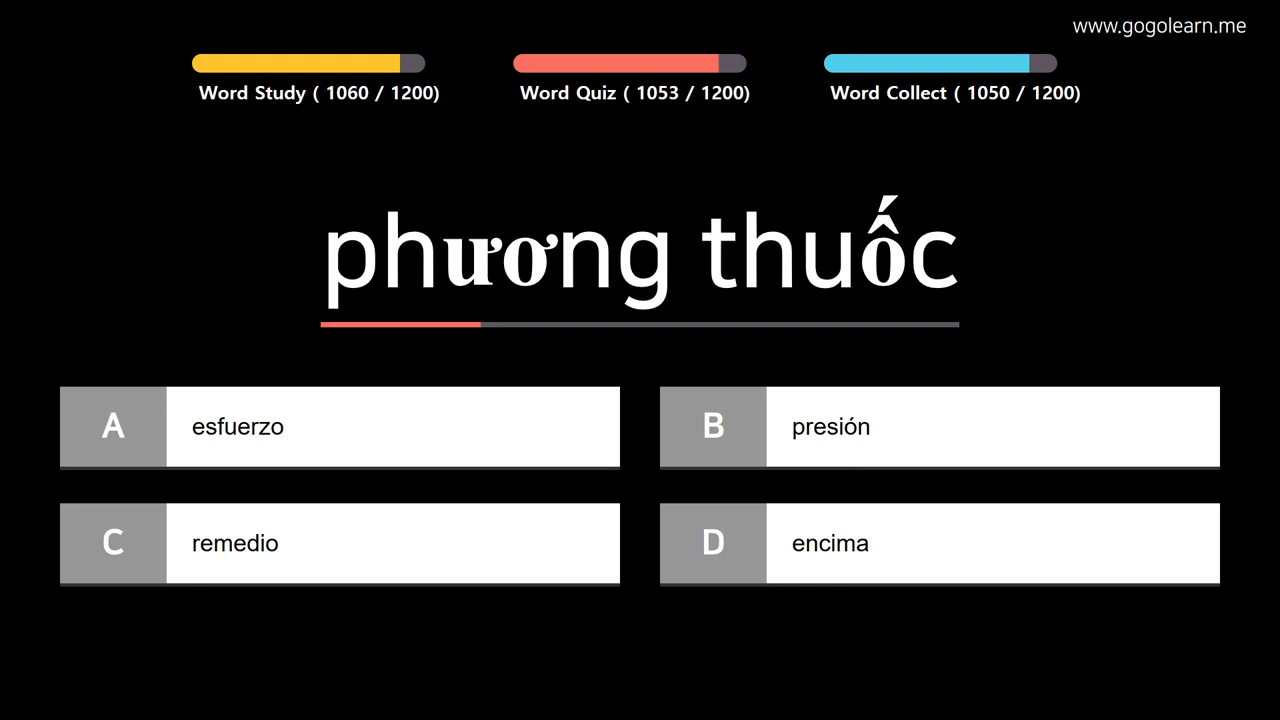 www.gogolearn.me
Word Study ( 1060 / 1200)
Word Quiz ( 1053 / 1200)
Word Collect ( 1050 / 1200)
phương thuốc
A esfuerzo
B presión
C remedio
D encima